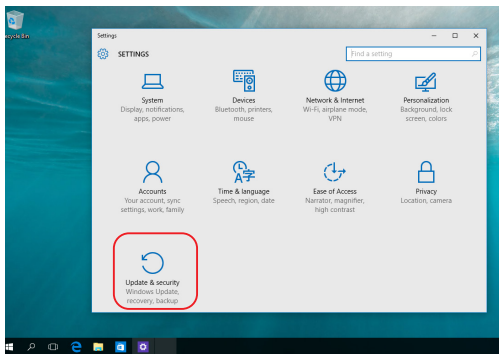 Recycle Bin
Settings
SETTINGS
Find a setting
System
Display, notifications,
apps, power
Devices
Bluetooth, printers,
mouse
Network & Internet
Wi-Fi, airplane mode,
VPN
Personalization
Background, lock
screen, colors
Accounts
Your account, sync
settings, work, family
Time & language
Speech, region, date
Ease of Access
Narrator, magnifier,
high contrast
Privacy
Location, camera
Update & security
Windows Update,
recovery, backup